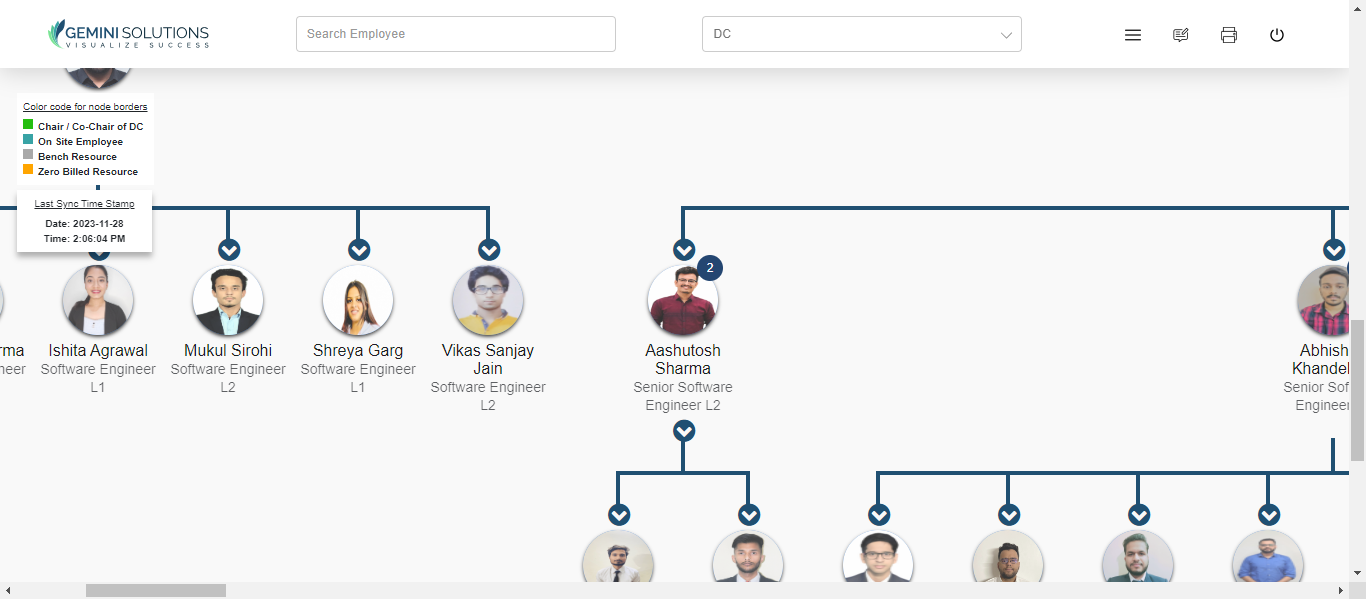 GEMINI SOLUTIONS
VISUALIZE SUCCESS
Search Employee
DC
Color code for node borders
Chair / Co-Chair of DC
On Site Employee
Bench Resource
Zero Billed Resource
Last Sync Time Stamp
Date: 2023-11-28
Time: 2:06:04 PM
2
rma
neer
Ishita Agrawal
Software Engineer
L1
Mukul Sirohi
Software Engineer
L2
Shreya Garg
Software Engineer
L1
Vikas Sanjay
Jain
Software Engineer
L2
Aashutosh
Sharma
Senior Software
Engineer L2
Abhish
Khandel
Senior Sof
Engineer